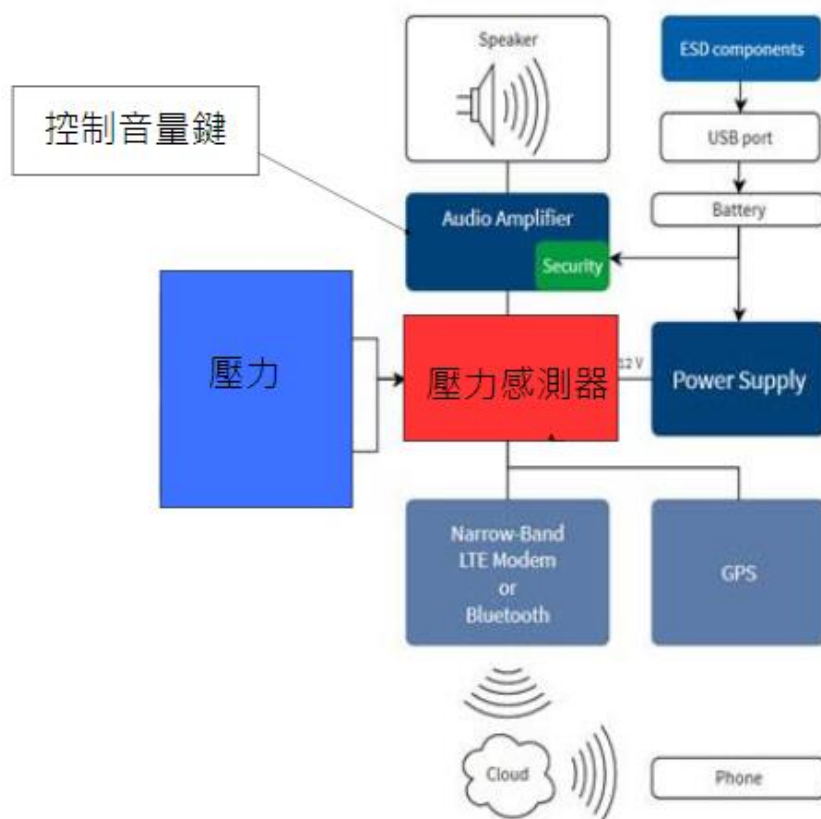 Speaker
ESD components
控制音量鍵
USB port
Audio Amplifier
Battery
Security
壓力
壓力感測器
12 V
Power Supply
Narrow-Band
LTE Modem
or
Bluetooth
GPS
Cloud
Phone